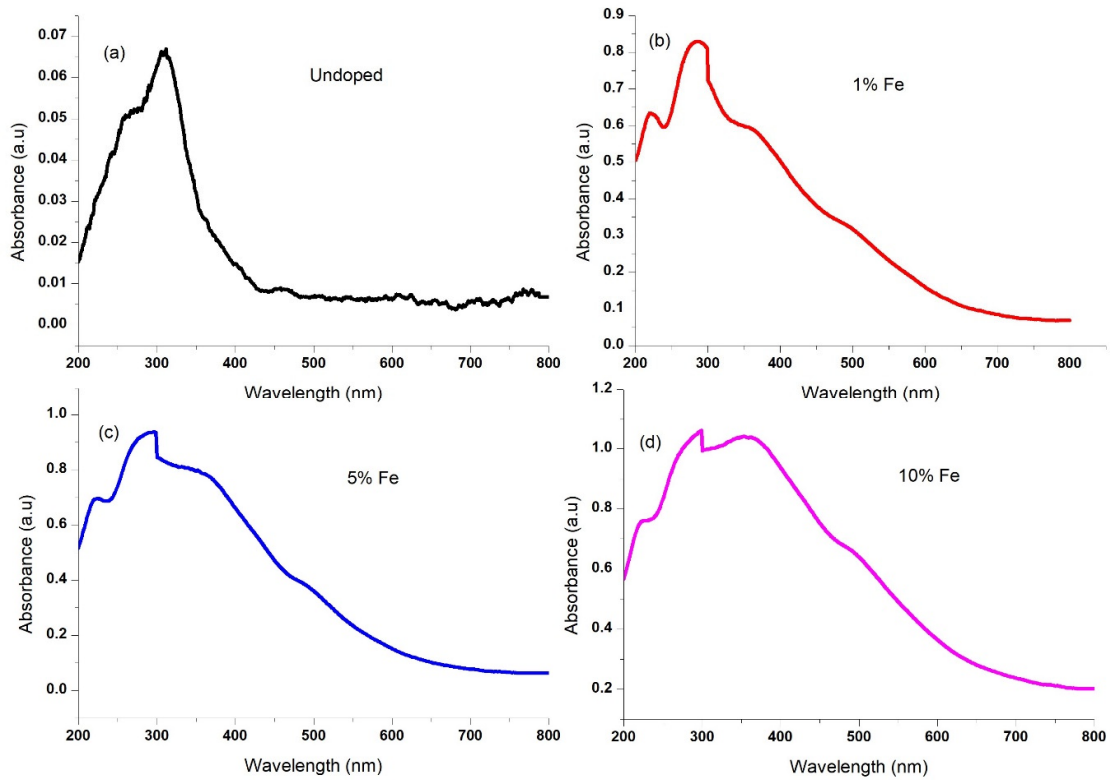 (a)
Undoped
Absorbance (a.u)
0.07
0.06
0.05
0.04
0.03
0.02
0.01
0.00
200 300 400 500 600 700 800
Wavelength (nm)
(b)
1% Fe
Absorbance (a.u)
0.9
0.8
0.7
0.6
0.5
0.4
0.3
0.2
0.1
0.0
200 300 400 500 600 700 800
Wavelength (nm)
(c)
5% Fe
Absorbance (a.u)
1.0
0.8
0.6
0.4
0.2
0.0
200 300 400 500 600 700 800
Wavelength (nm)
(d)
10% Fe
Absorbance (a.u)
1.2
1.0
0.8
0.6
0.4
0.2
200 300 400 500 600 700 800
Wavelength (nm)